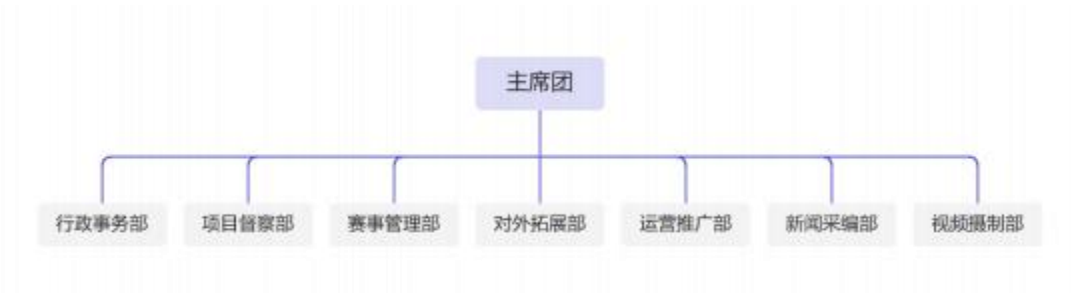 主席团
行政事务部
项目督察部
赛事管理部
对外拓展部
运营推广部
新闻采编部
视频摄制部